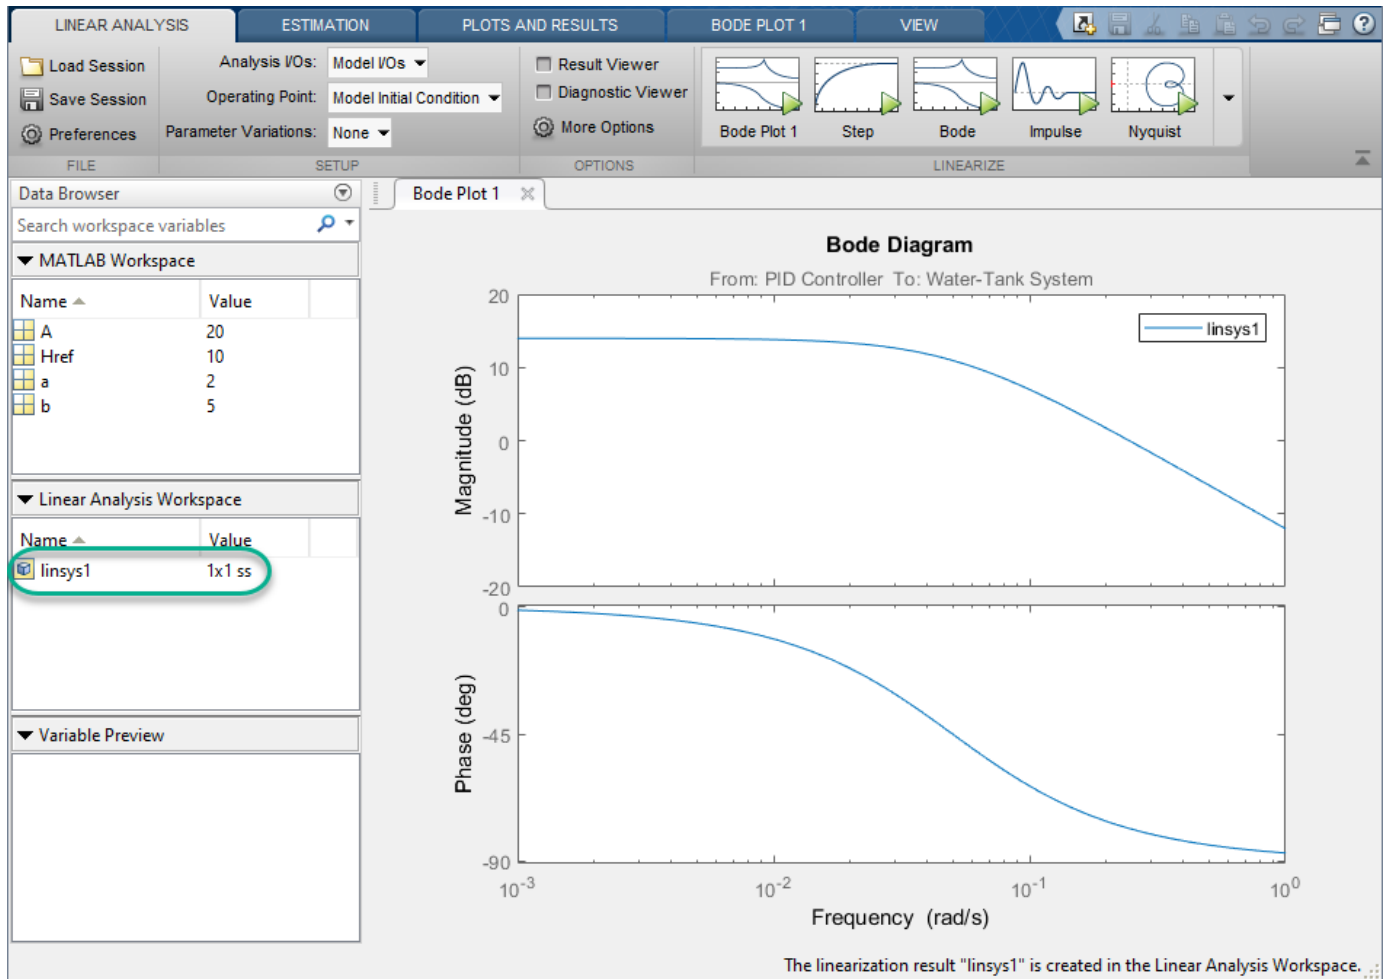 LINEAR ANALYSIS ESTIMATION PLOTS AND RESULTS BODE PLOT 1 VIEW
Load Session Analysis I/Os: Model I/Os Result Viewer
Save Session Operating Point: Model Initial Condition Diagnostic Viewer
Preferences Parameter Variations: None More Options Bode Plot 1 Step Bode Impulse Nyquist
FILE SETUP OPTIONS LINEARIZE
Data Browser
Search workspace variables
MATLAB Workspace
Name Value
A 20
Href 10
a 2
b 5
Linear Analysis Workspace
Name Value
linsys1 1x1 ss
Variable Preview
Bode Plot 1
Bode Diagram
From: PID Controller To: Water-Tank System
linsys1
Magnitude (dB)
20
10
0
-10
-20
Phase (deg)
0
-45
-90
10^-3 10^-2 10^-1 10^0
Frequency (rad/s)
The linearization result "linsys1" is created in the Linear Analysis Workspace.